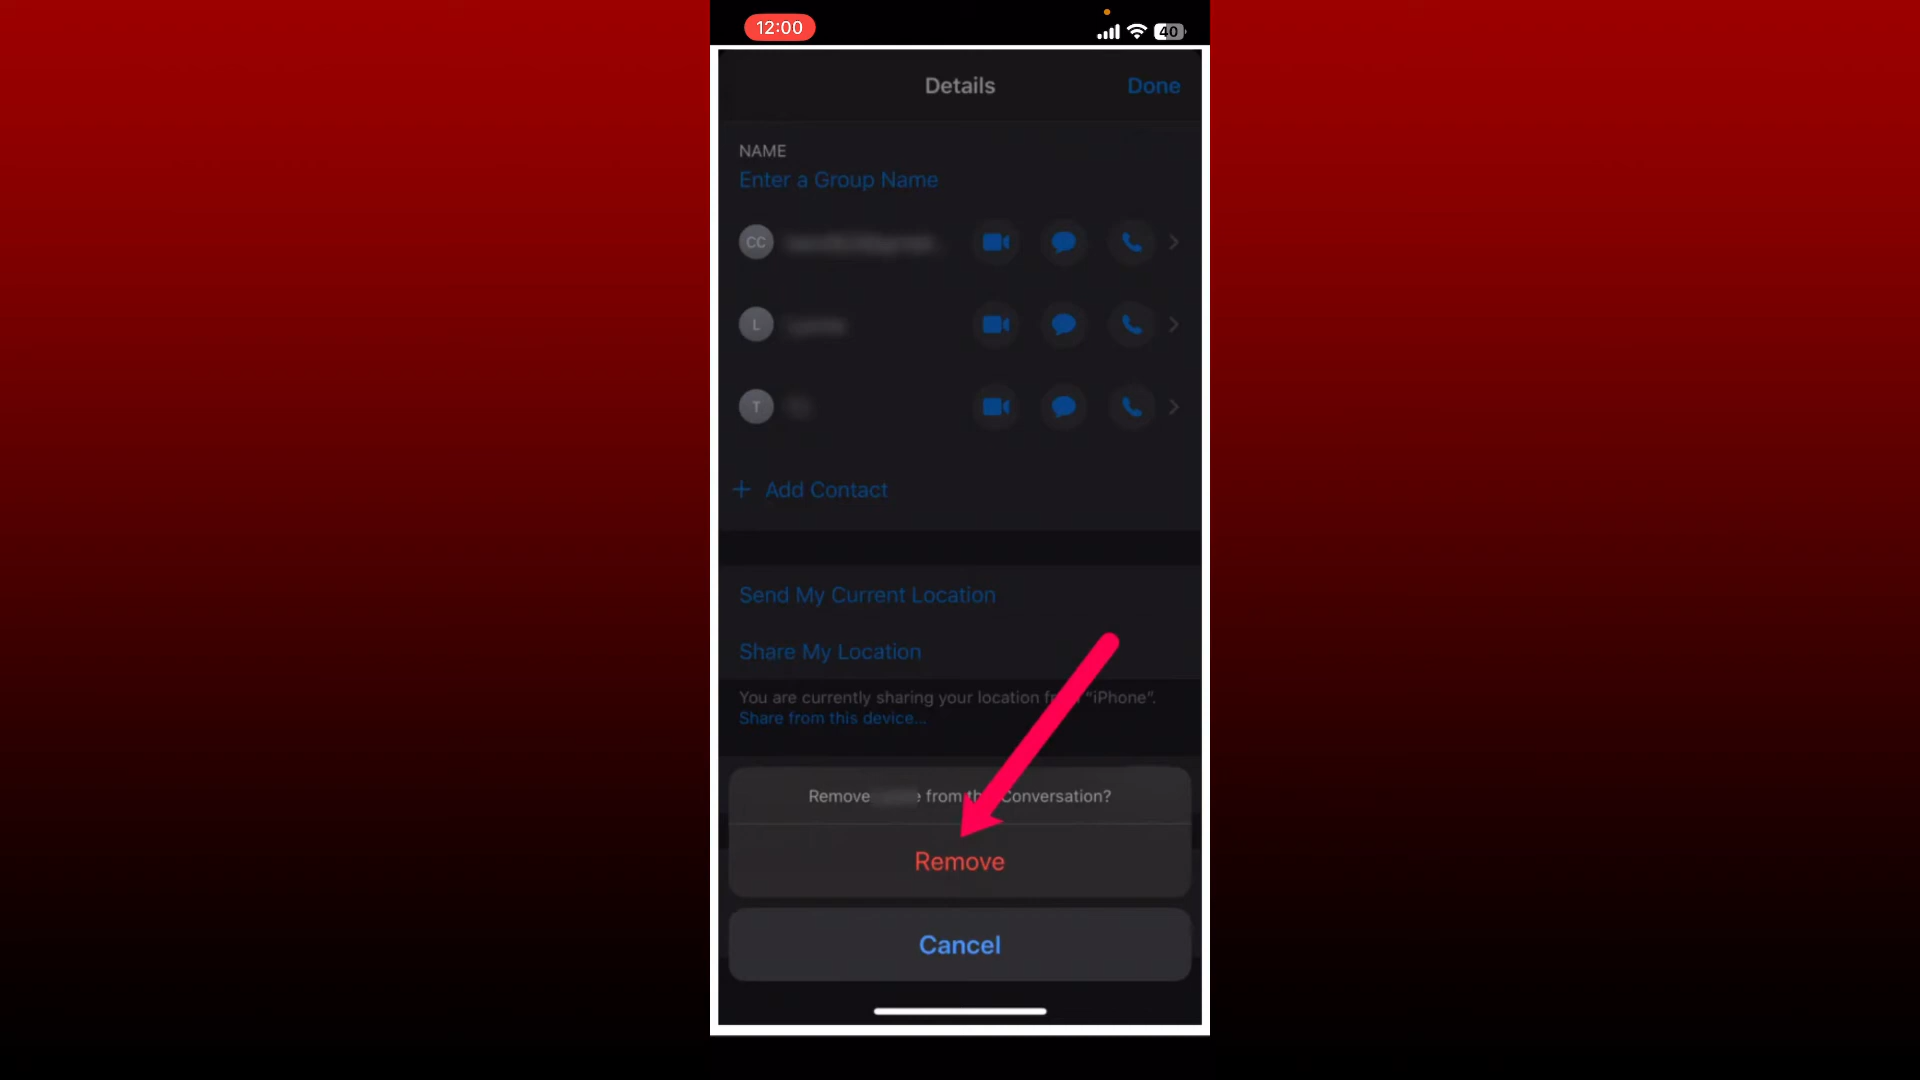 12:00
40
Details
Done
NAME
Enter a Group Name
CC
L
T
+ Add Contact
Send My Current Location
Share My Location
You are currently sharing your location "iPhone".
Share from this device...
Remove from Conversation?
Remove
Cancel